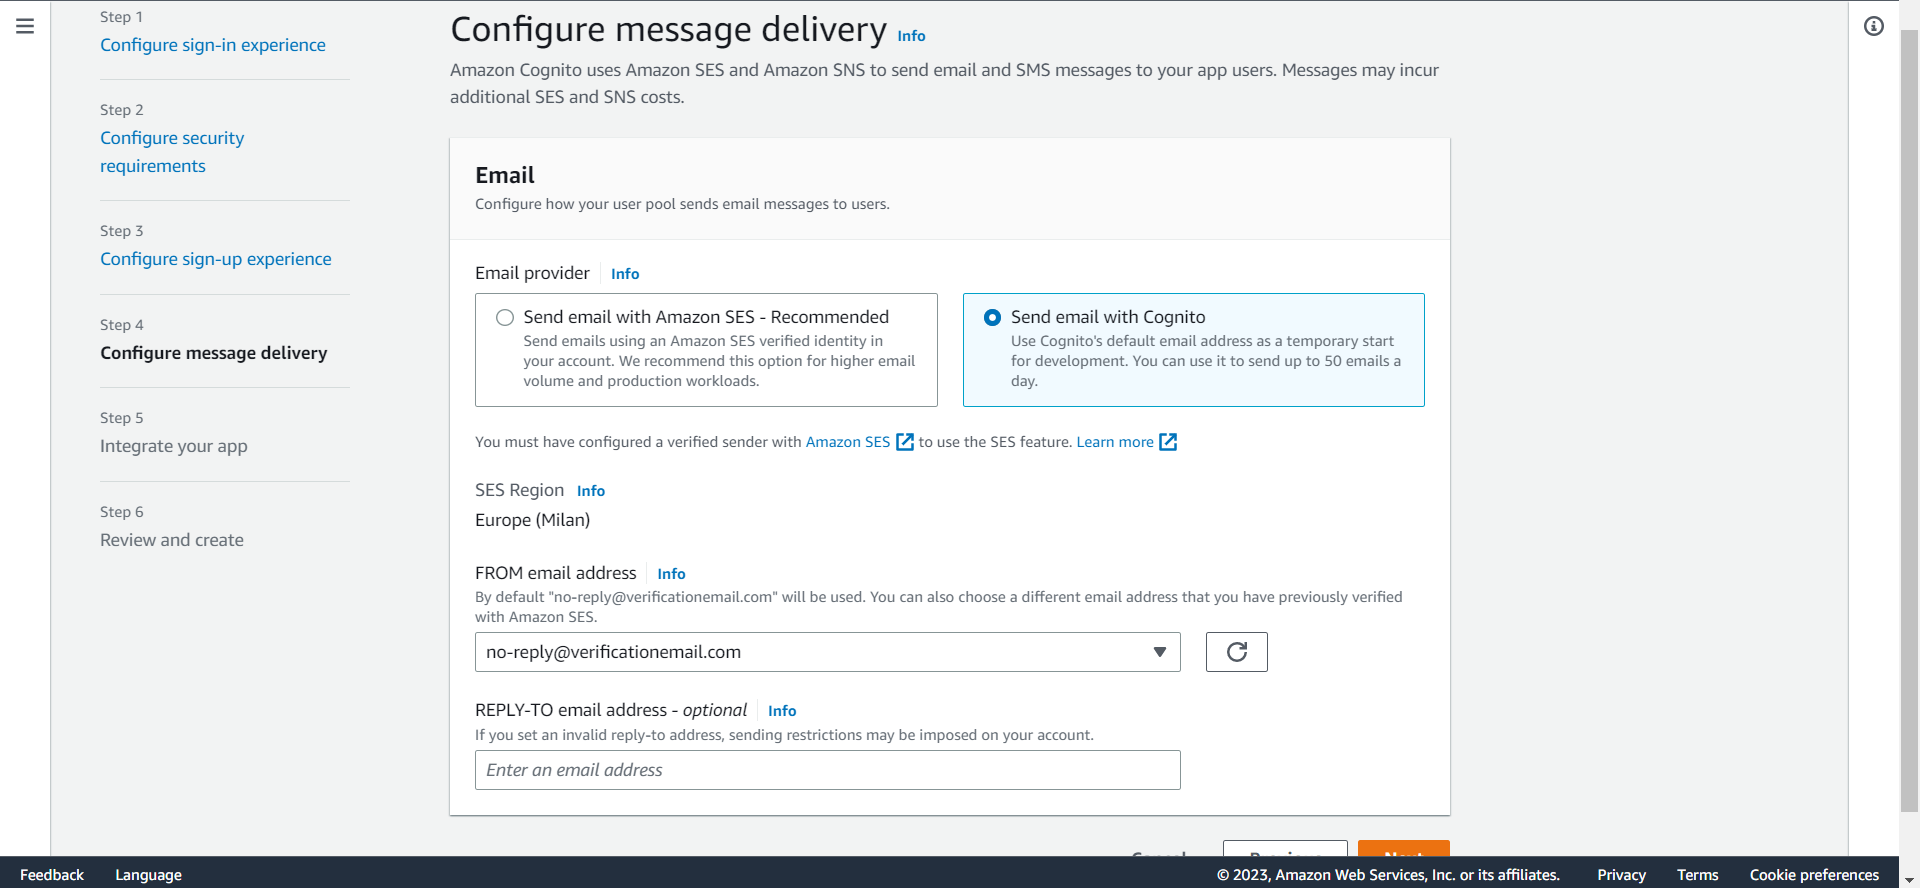 Step 1
Configure sign-in experience
Step 2
Configure security
requirements
Step 3
Configure sign-up experience
Step 4
Configure message delivery
Step 5
Integrate your app
Step 6
Review and create
Configure message delivery Info
Amazon Cognito uses Amazon SES and Amazon SNS to send email and SMS messages to your app users. Messages may incur
additional SES and SNS costs.
Email
Configure how your user pool sends email messages to users.
Email provider Info
Send email with Amazon SES - Recommended
Send emails using an Amazon SES verified identity in
your account. We recommend this option for higher email
volume and production workloads.
Send email with Cognito
Use Cognito's default email address as a temporary start
for development. You can use it to send up to 50 emails a
day.
You must have configured a verified sender with Amazon SES to use the SES feature. Learn more
SES Region Info
Europe (Milan)
FROM email address Info
By default "no-reply@verificationemail.com" will be used. You can also choose a different email address that you have previously verified
with Amazon SES.
no-reply@verificationemail.com
REPLY-TO email address - optional Info
If you set an invalid reply-to address, sending restrictions may be imposed on your account.
Enter an email address
Cancel Previous Next
Feedback Language © 2023, Amazon Web Services, Inc. or its affiliates. Privacy Terms Cookie preferences